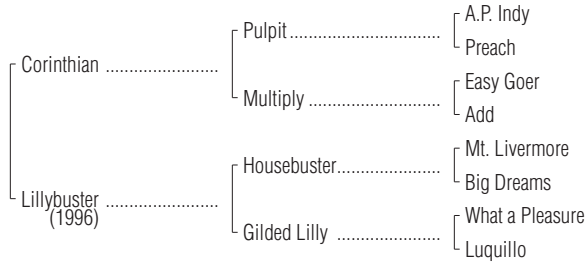 A.P. Indy
Pulpit
Preach
Corinthian
Easy Goer
Multiply
Add
Mt. Livermore
Housebuster
Big Dreams
Lillybuster
(1996)
What a Pleasure
Gilded Lilly
Luquillo